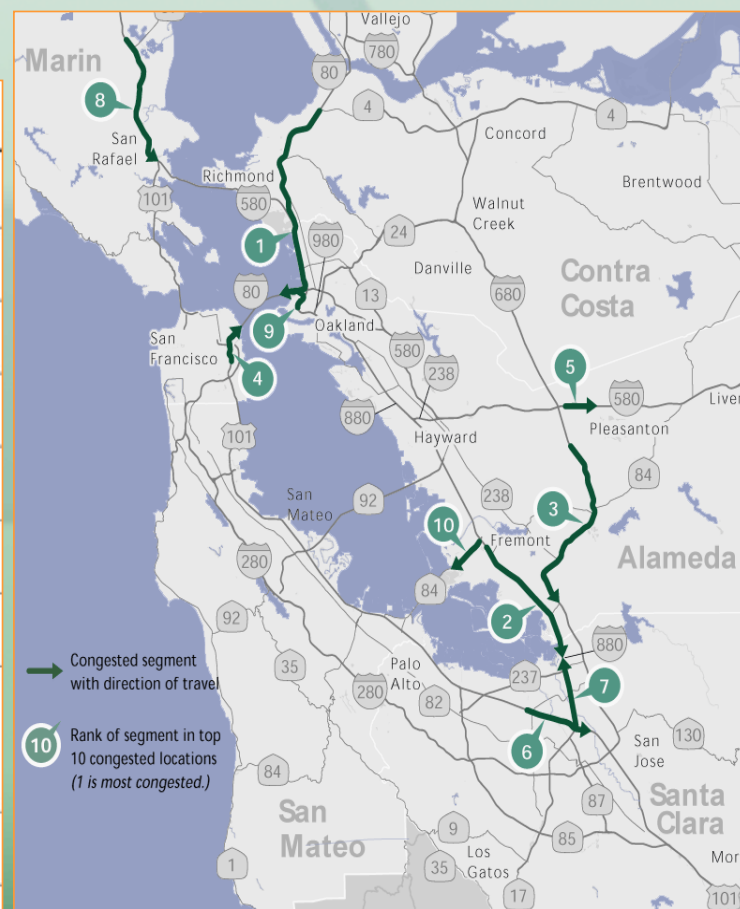 Vallejo
Marin
780
80
8
4
4
San
Rafael
Concord
Richmond
Brentwood
101
580
Walnut
Creek
1
980
24
Danville
Contra
Costa
80
13
680
9
Oakland
San
Francisco
580
4
238
5
580
Liver
880
Pleasanton
101
Hayward
84
San
Mateo
92
238
3
10
Fremont
Alameda
280
84
92
2
880
Congested segment
with direction of travel
35
Palo
Alto
237
7
280
82
10
Rank of segment in top
10 congested locations
(1 is most congested.)
6
San
Jose
130
84
San
Mateo
87
Santa
Clara
9
85
1
35
Los
Gatos
Mor
17
101